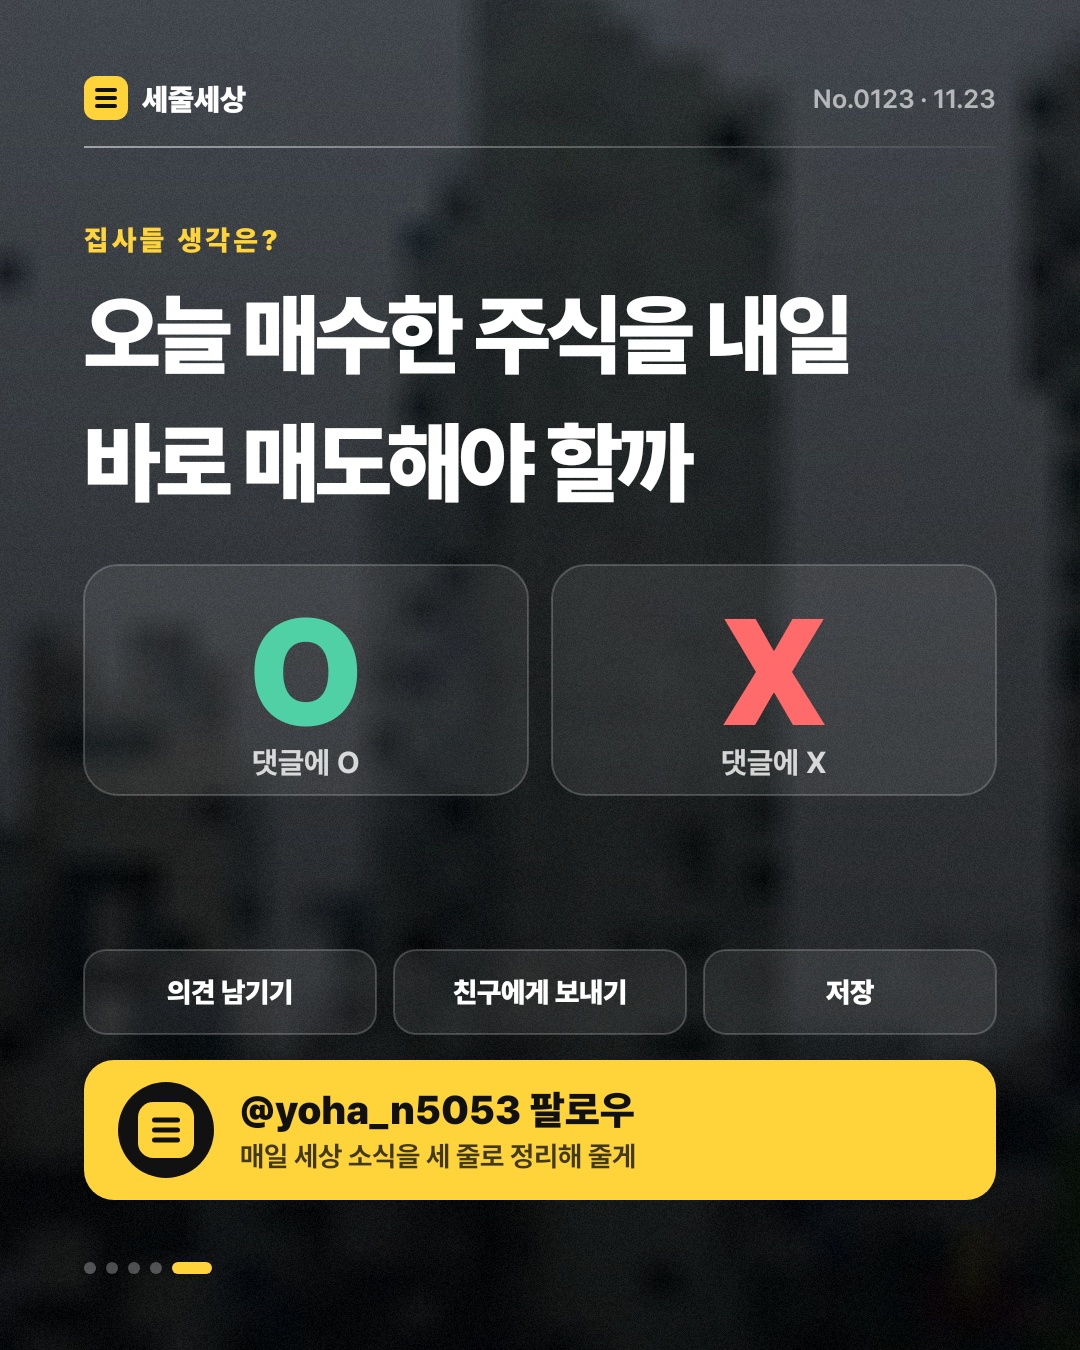 세줄세상
No.0123 · 11.23
집사들 생각은?
오늘 매수한 주식을 내일
바로 매도해야 할까
O
X
댓글에 O
댓글에 X
의견 남기기
친구에게 보내기
저장
@yoha_n5053 팔로우
매일 세상 소식을 세 줄로 정리해 줄게